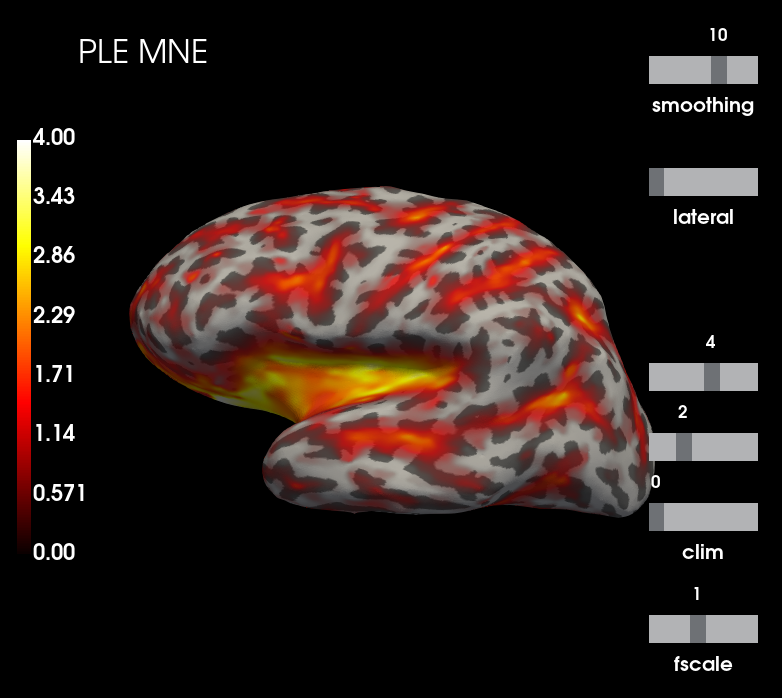 PLE MNE
4.00
3.43
2.86
2.29
1.71
1.14
0.571
0.00
10
smoothing
lateral
4
2
0
clim
1
fscale